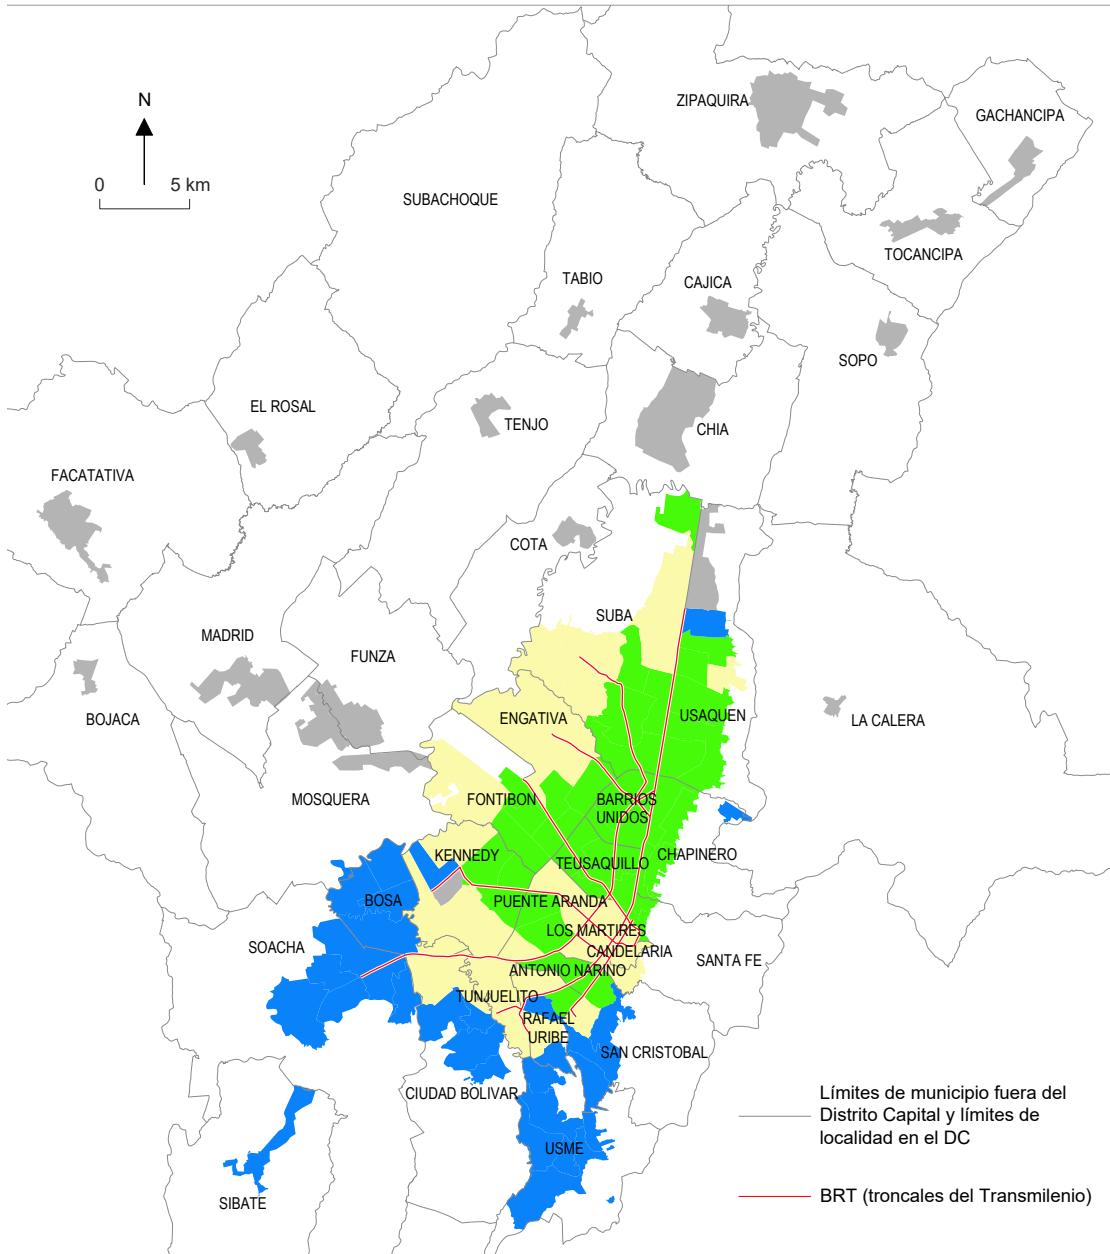 ZIPAQUIRA
N
GACHANCIPA
0 5 km
SUBACHOQUE
TOCANCIPA
TABIO
CAJICA
SOPO
EL ROSAL
TENJO
CHIA
FACATATIVA
COTA
SUBA
MADRID
FUNZA
BOJACA
ENGATIVA
USAQUEN
LA CALERA
MOSQUERA
FONTIBON
BARRIOS
UNIDOS
KENNEDY
TEUSAQUILLO
CHAPINERO
BOSA
PUENTE ARANDA
LOS MARTIRES
SOACHA
CANDELARIA
SANTA FE
ANTONIO NARINO
TUNJUELITO
RAFAEL
URIBE
SAN CRISTOBAL
CIUDAD BOLIVAR
USME
SIBATE
Límites de municipio fuera del
Distrito Capital y límites de
localidad en el DC
BRT (troncales del Transmilenio)